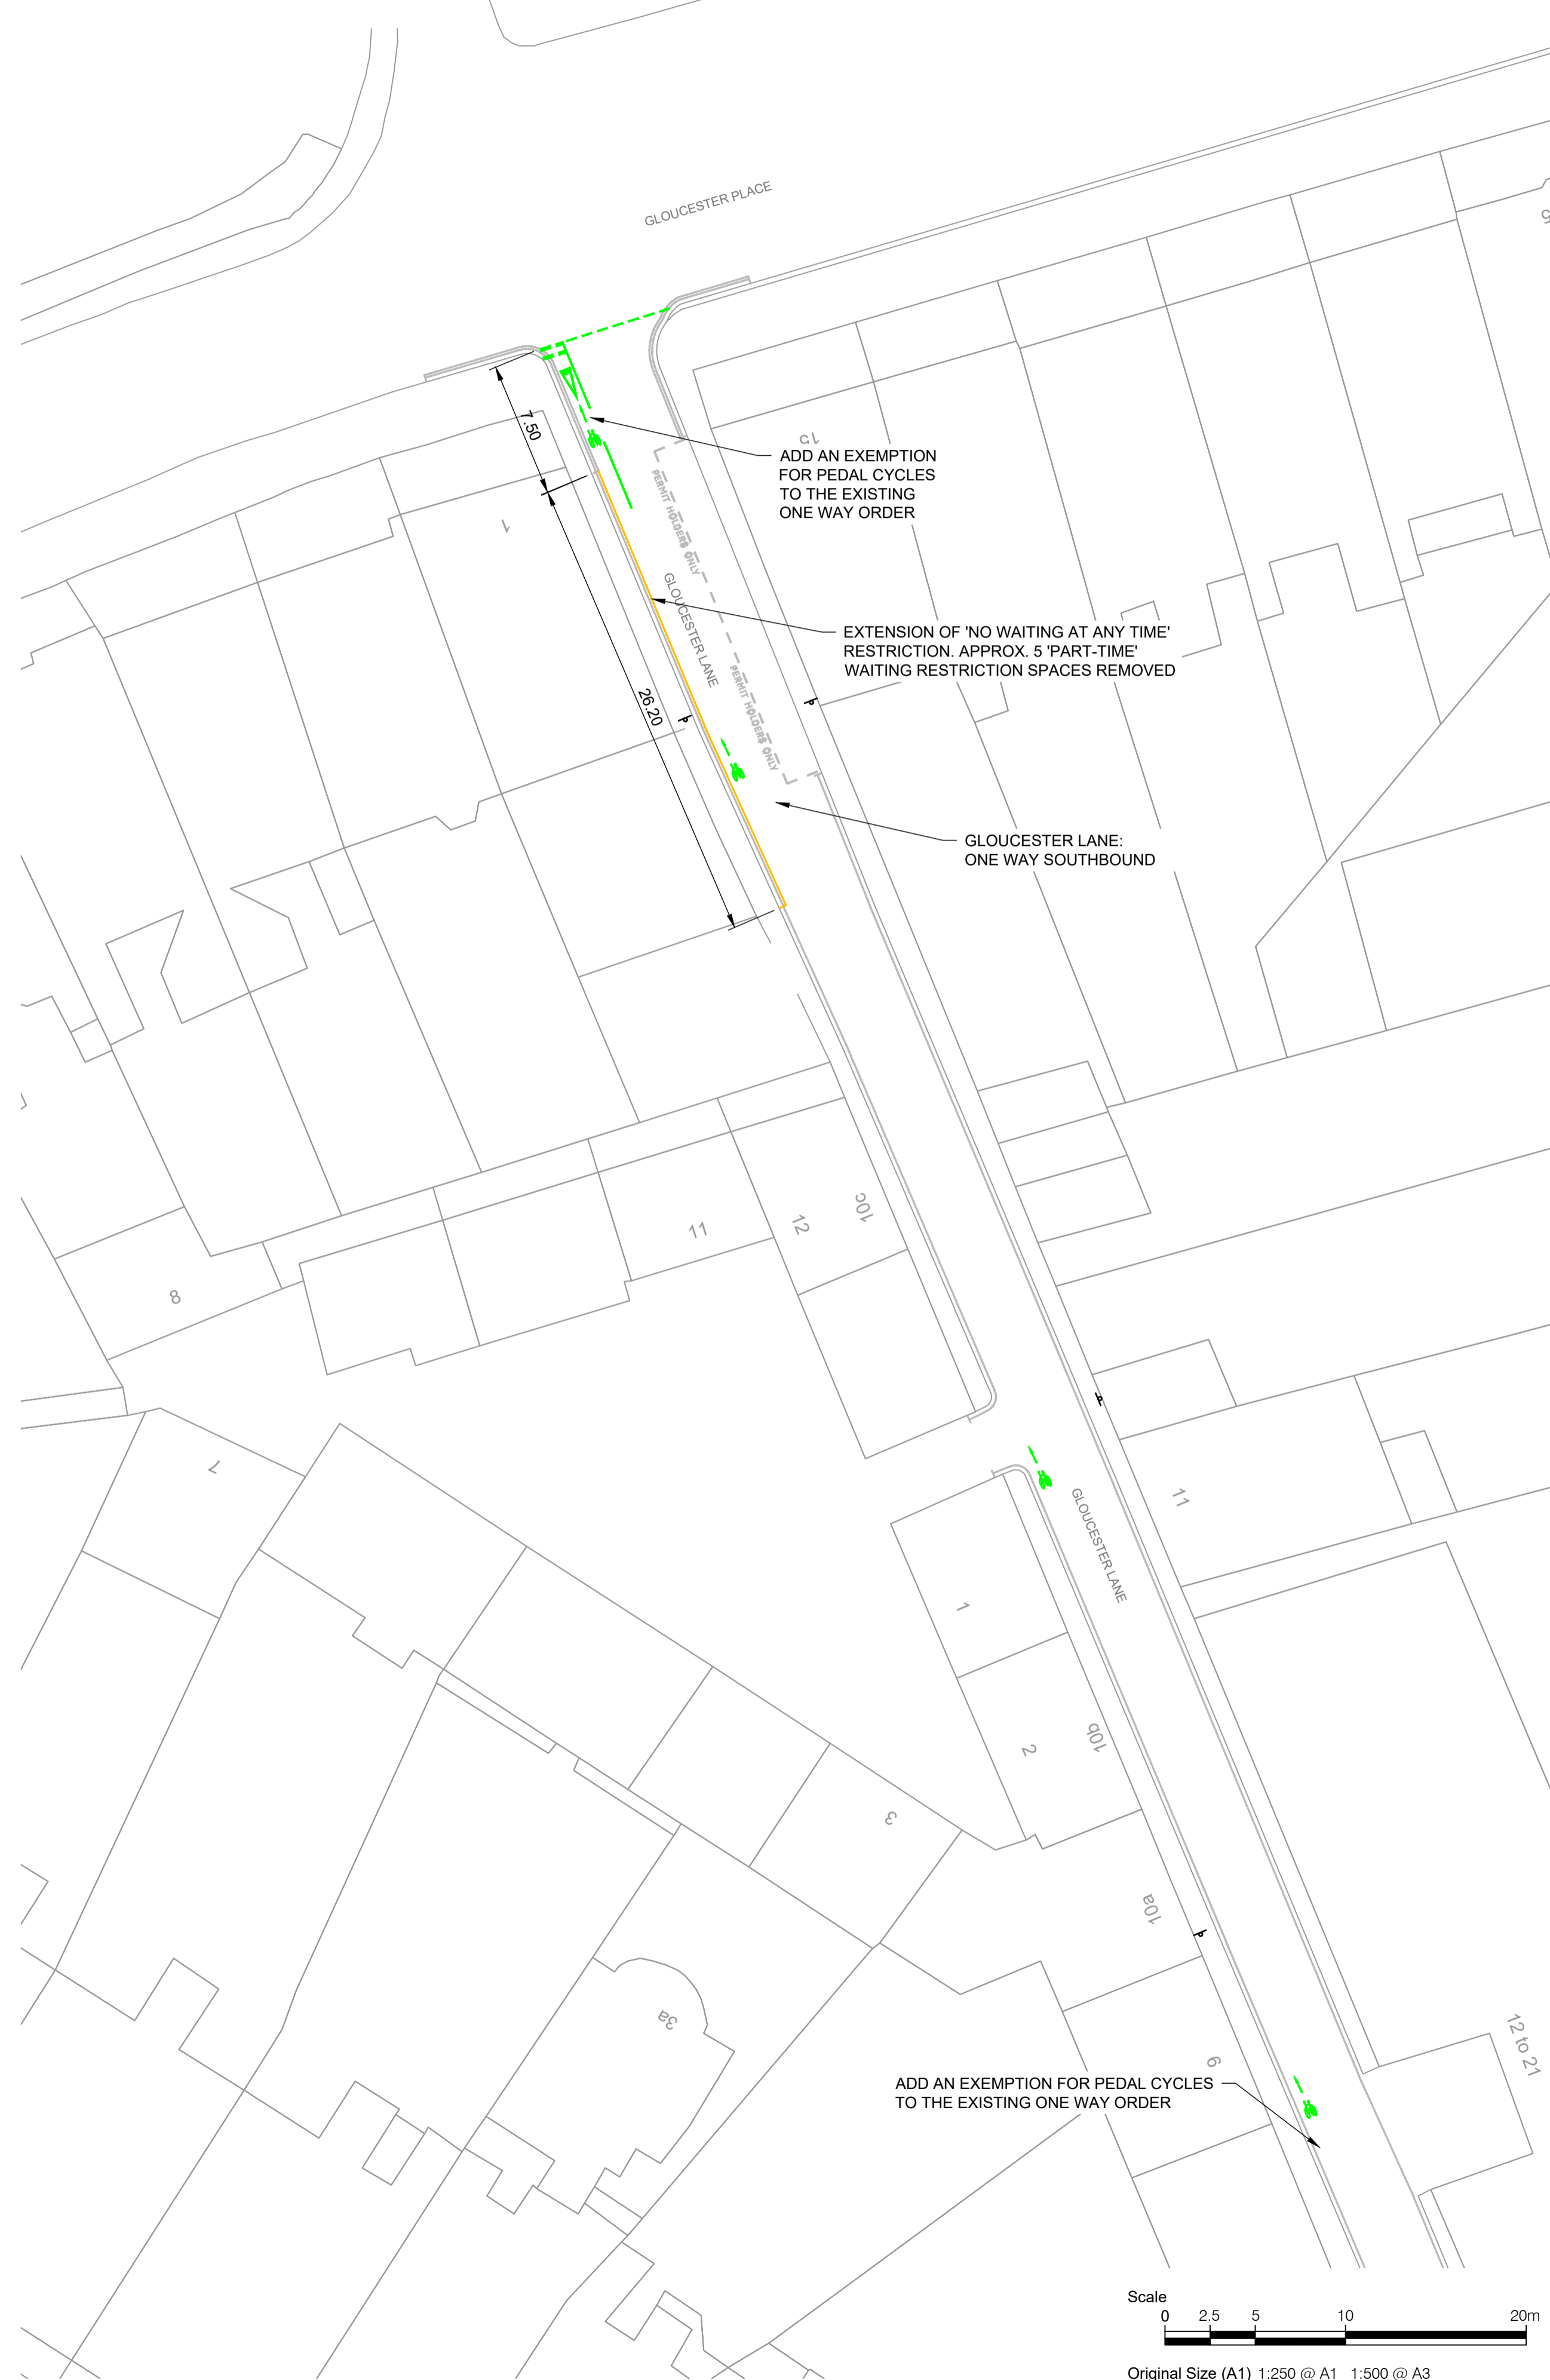 GLOUCESTER PLACE
7.50
15
ADD AN EXEMPTION
FOR PEDAL CYCLES
TO THE EXISTING
ONE WAY ORDER
PERMIT HOLDERS ONLY
1
GLOUCESTER LANE
EXTENSION OF 'NO WAITING AT ANY TIME'
RESTRICTION. APPROX. 5 'PART-TIME'
WAITING RESTRICTION SPACES REMOVED
26.20
PERMIT HOLDERS ONLY
GLOUCESTER LANE:
ONE WAY SOUTHBOUND
10c
12
11
8
7
11
GLOUCESTER LANE
1
2
10b
3
10a
3a
12 to 21
9
ADD AN EXEMPTION FOR PEDAL CYCLES
TO THE EXISTING ONE WAY ORDER
Scale
0 2.5 5 10 20m
Original Size (A1) 1:250 @ A1 1:500 @ A3